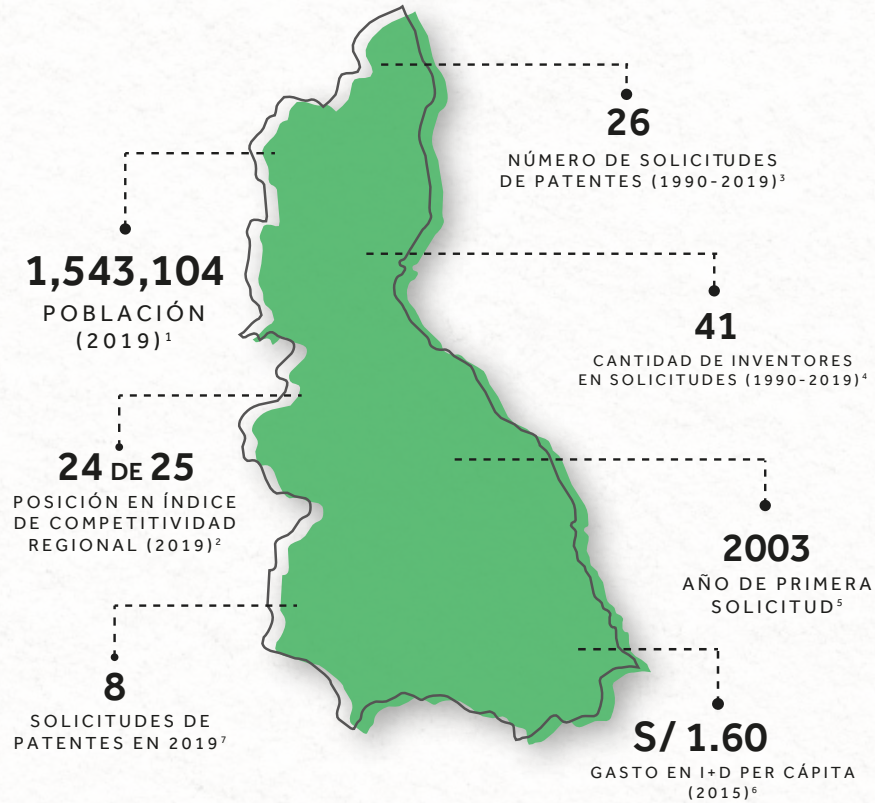 26
NÚMERO DE SOLICITUDES
DE PATENTES (1990-2019)³
1,543,104
POBLACIÓN
(2019)¹
41
CANTIDAD DE INVENTORES
EN SOLICITUDES (1990-2019)⁴
24 DE 25
POSICIÓN EN ÍNDICE
DE COMPETITIVIDAD
REGIONAL (2019)²
2003
AÑO DE PRIMERA
SOLICITUD⁵
8
SOLICITUDES DE
PATENTES EN 2019⁷
S/ 1.60
GASTO EN I+D PER CÁPITA
(2015)⁶